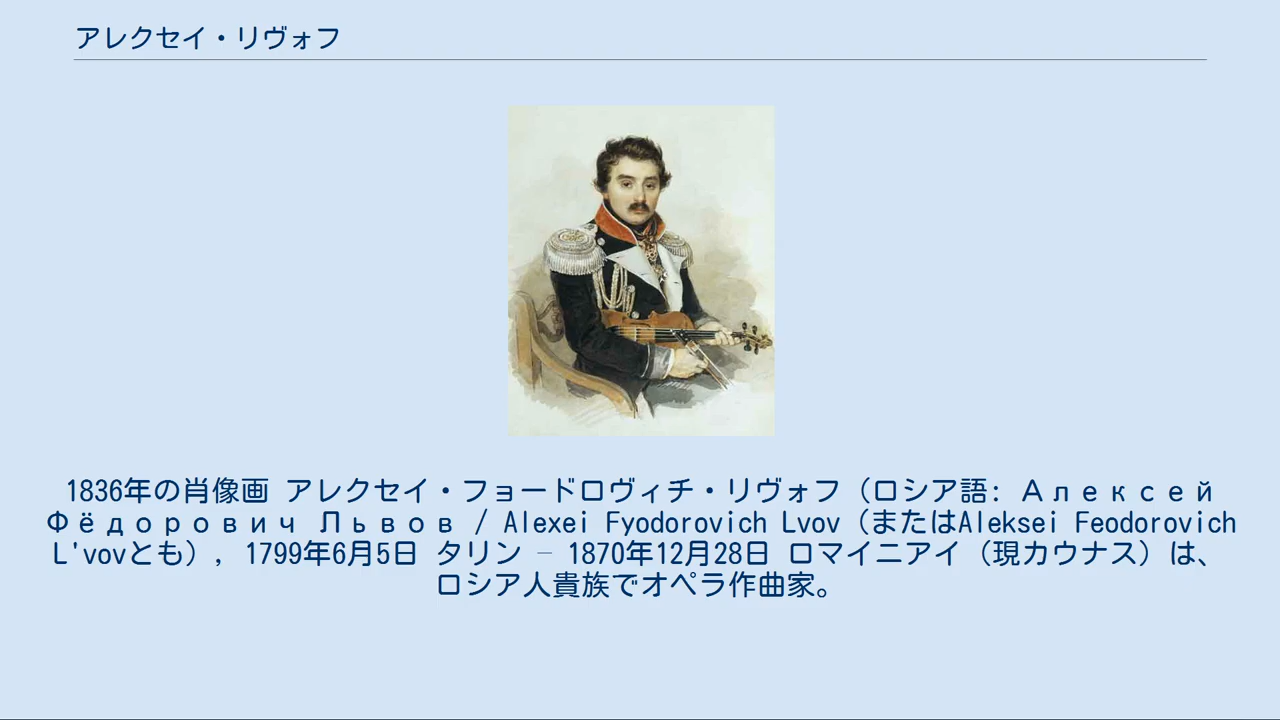 アレクセイ・リヴォフ
1836年の肖像画 アレクセイ・フョードロヴィチ・リヴォフ（ロシア語: Алексей
Фёдорович Львов / Alexei Fyodorovich Lvov（またはAleksei Feodorovich
L'vovとも）, 1799年6月5日 タリン – 1870年12月28日 ロマイニアイ（現カウナス）は、
ロシア人貴族でオペラ作曲家。